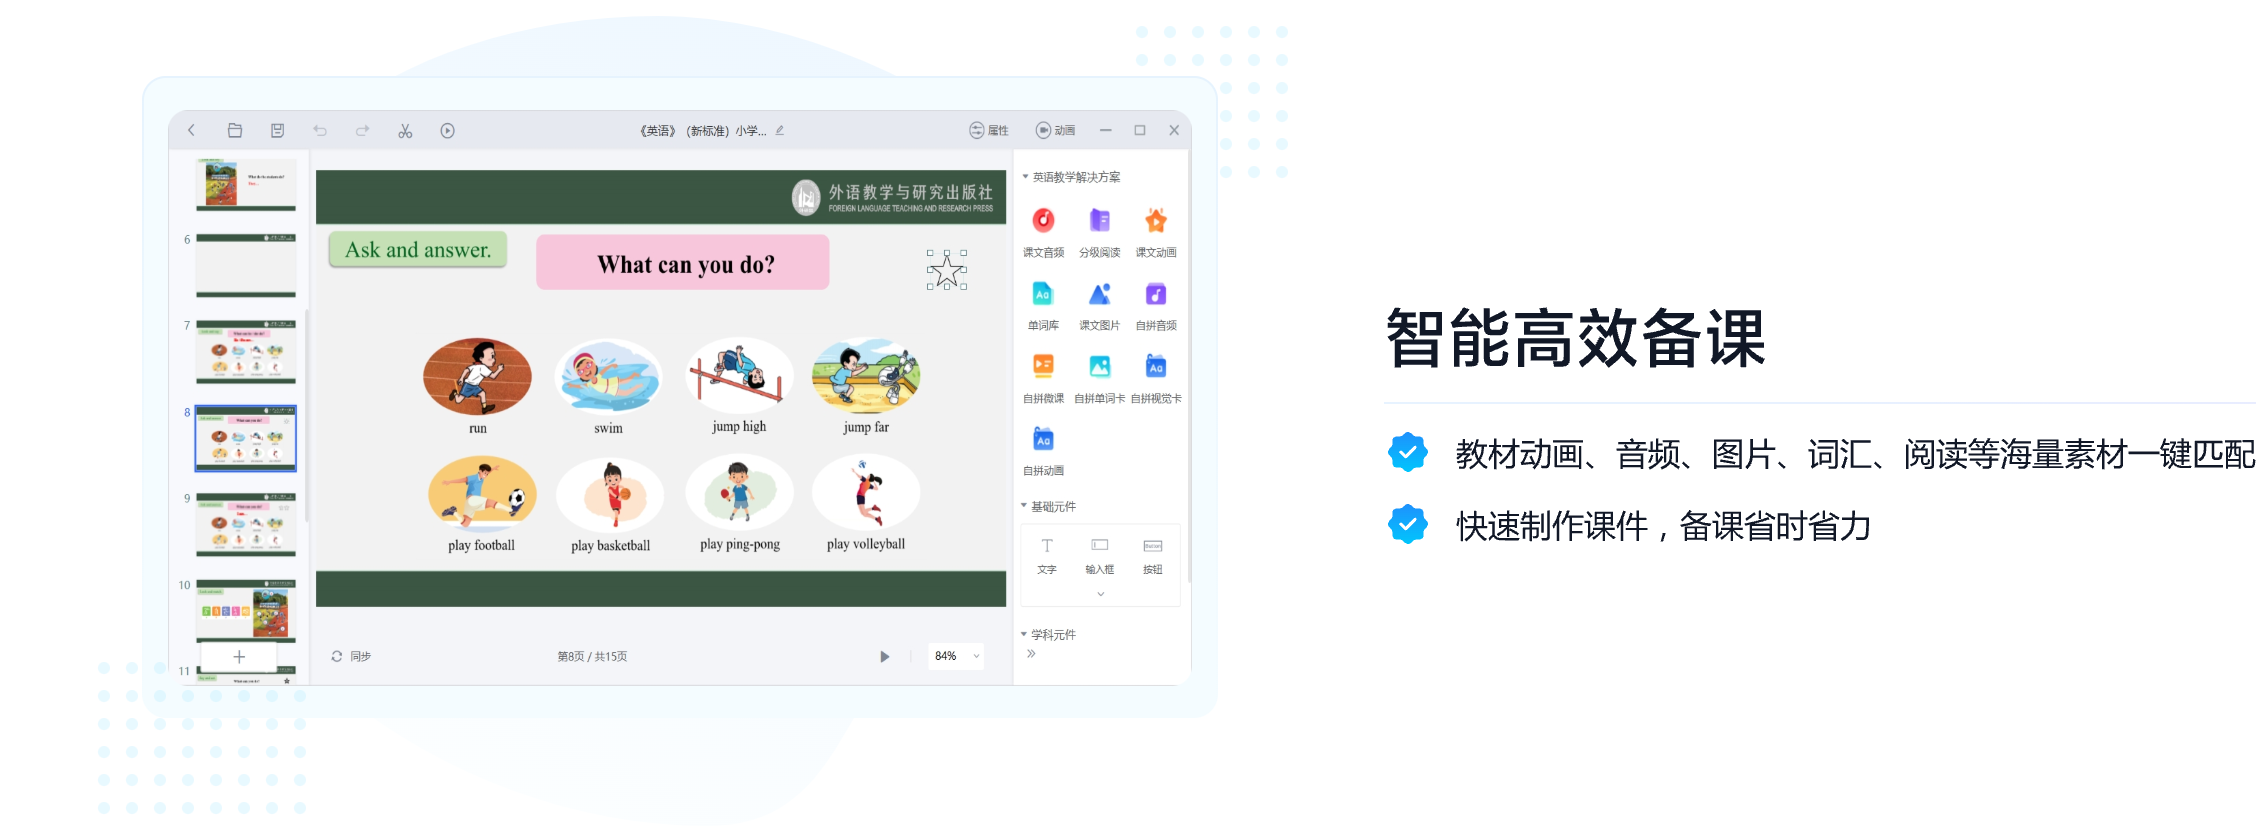 《英语》（新标准）小学...
属性
动画
6
7
8
9
10
11
外语教学与研究出版社
FOREIGN LANGUAGE TEACHING AND RESEARCH PRESS
Ask and answer.
What can you do?
run
swim
jump high
jump far
play football
play basketball
play ping-pong
play volleyball
同步
第8页 / 共15页
84%
英语教学解决方案
课文音频
分级阅读
课文动画
单词库
课文图片
自拼音频
自拼微课
自拼单词卡
自拼视觉卡
自拼动画
基础元件
文字
输入框
按钮
学科元件
智能高效备课
教材动画、音频、图片、词汇、阅读等海量素材一键匹配
快速制作课件，备课省时省力